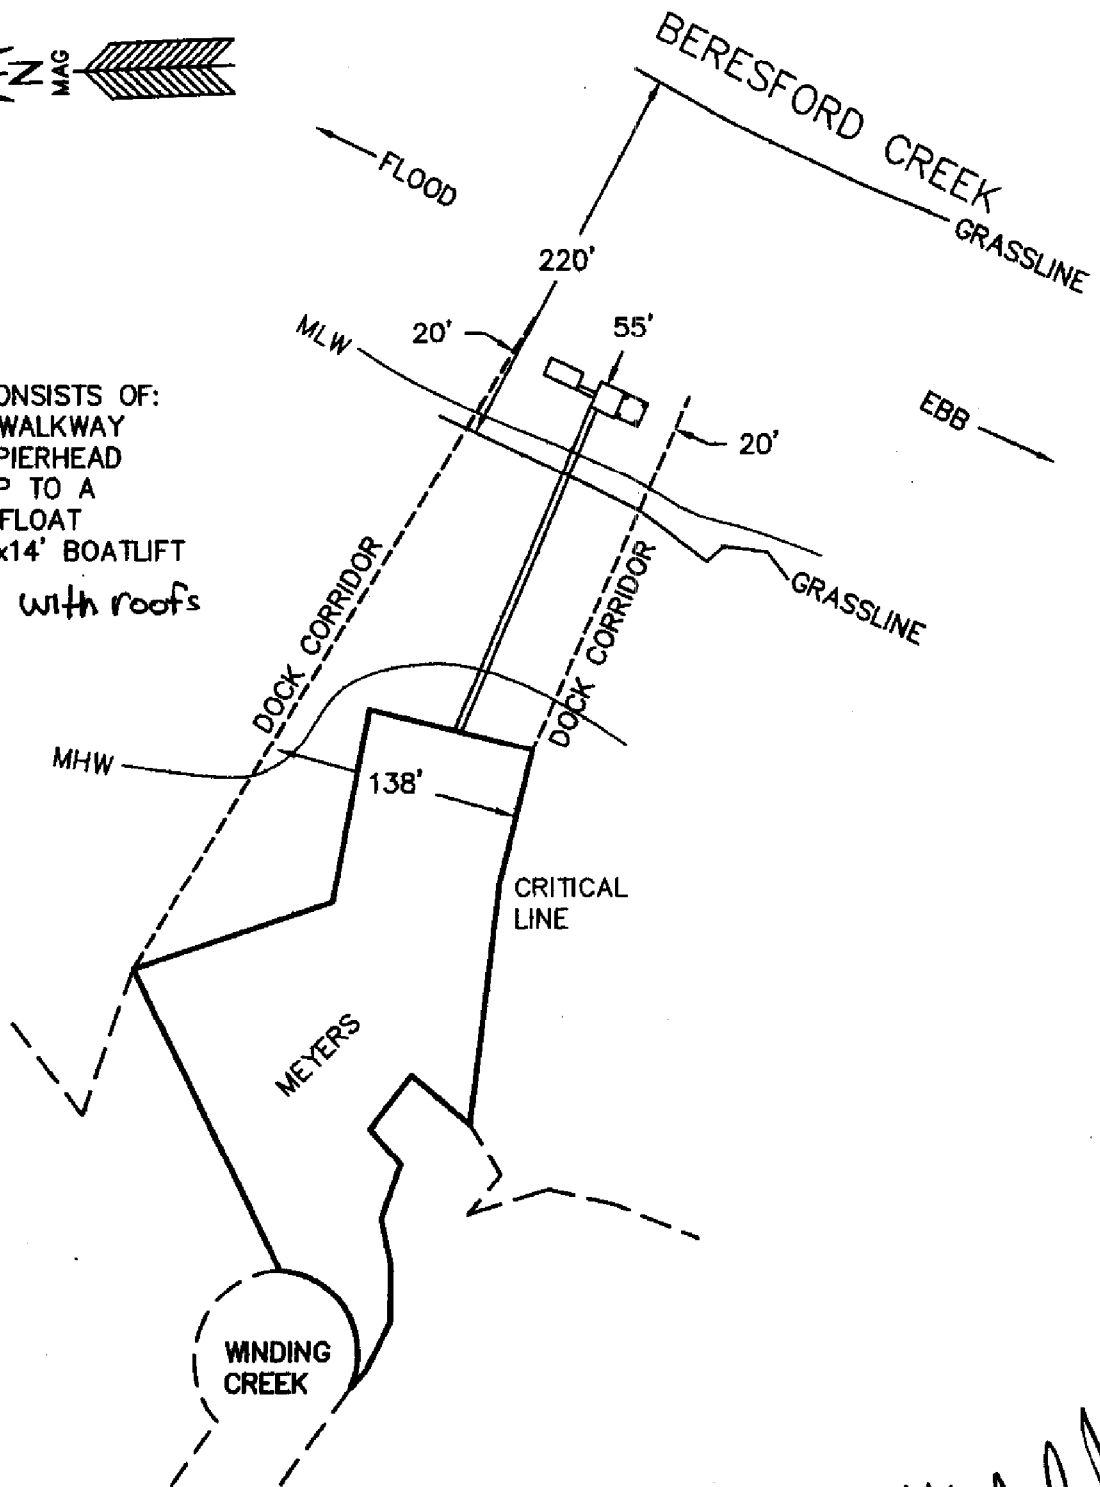 N
MAG
BERESFORD CREEK
FLOOD
GRASSLINE
220'
MLW
20'
55'
ONSISTS OF:
WALKWAY
PIERHEAD
P TO A
FLOAT
x14' BOATLIFT
with roofs
EBB
20'
GRASSLINE
DOCK CORRIDOR
DOCK CORRIDOR
MHW
138'
CRITICAL
LINE
MEYERS
WINDING
CREEK